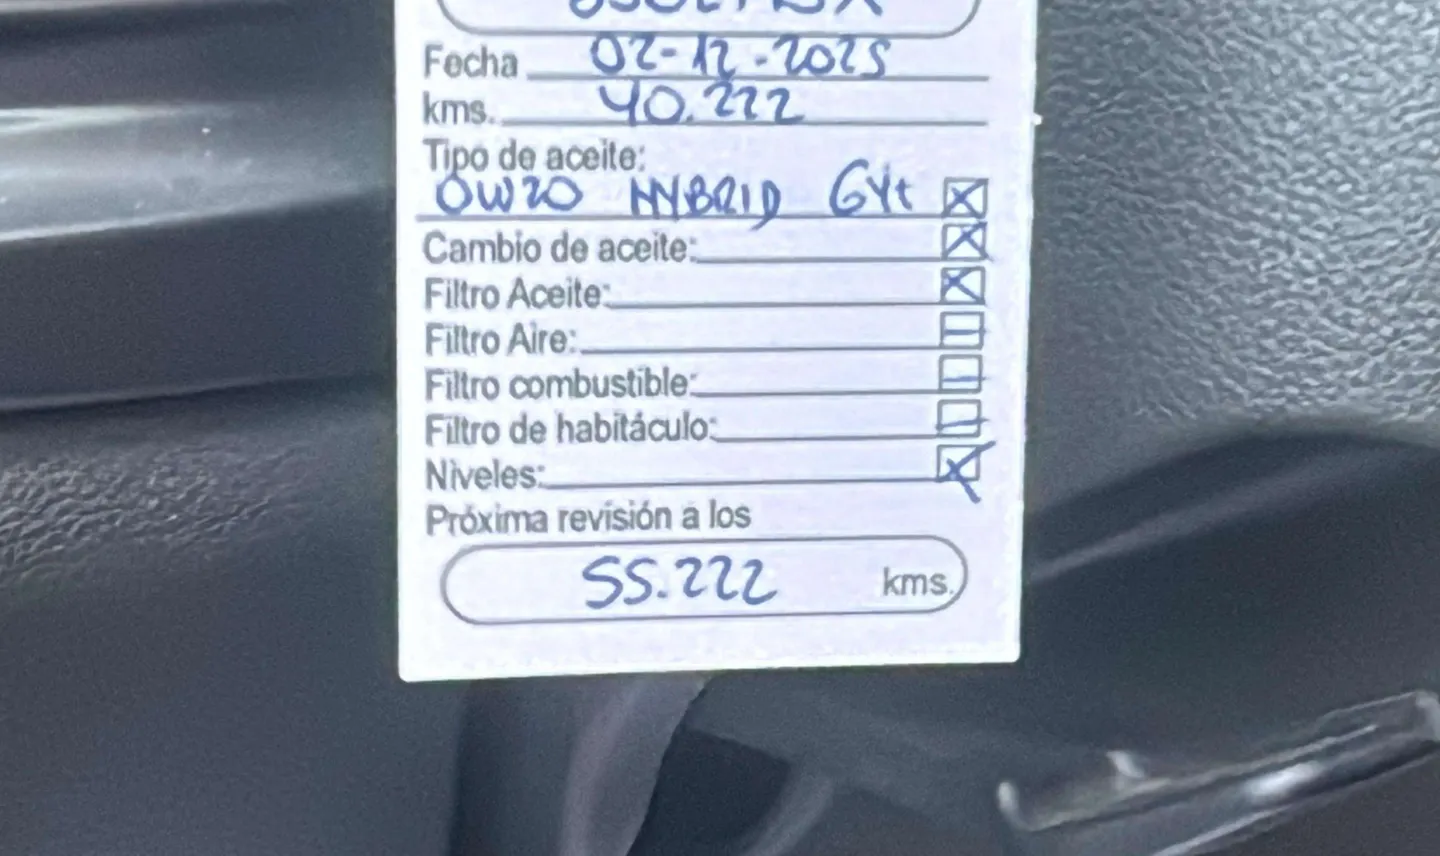 Fecha 02-12-2025
kms. 40.222
Tipo de aceite:
0W20 HYBRID
Cambio de aceite:
Filtro Aceite:
Filtro Aire:
Filtro combustible:
Filtro de habitáculo:
Niveles:
Próxima revisión a los
55.222 kms.